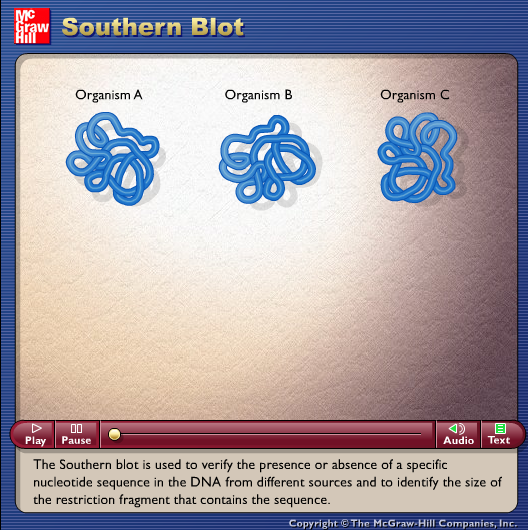 Mc
Graw
Hill
Southern Blot
Organism A
Organism B
Organism C
Play
Pause
Audio
Text
The Southern blot is used to verify the presence or absence of a specific
nucleotide sequence in the DNA from different sources and to identify the size of
the restriction fragment that contains the sequence.
Copyright © The McGraw-Hill Companies, Inc.